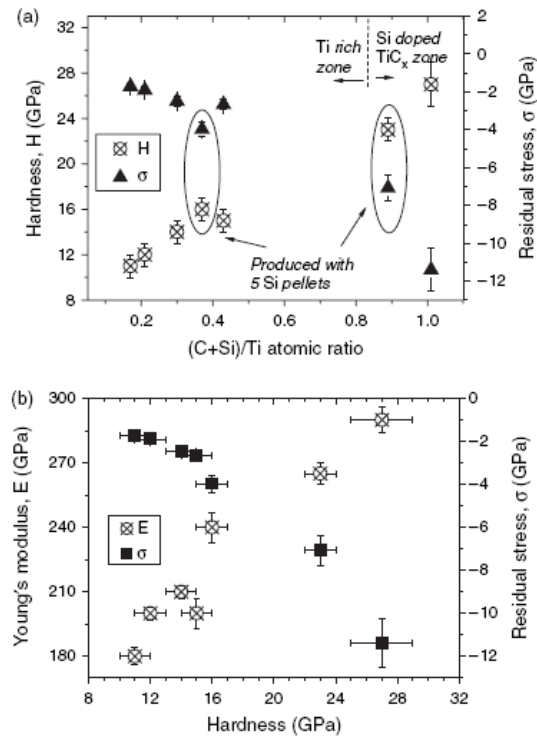 (a)
Hardness, H (GPa)
32
28
24
20
16
12
8
H
σ
Ti rich
zone
Si doped
TiCₓ zone
Produced with
5 Si pellets
2
0
−2
−4
−6
−8
−10
−12
Residual stress, σ (GPa)
0.2 0.4 0.6 0.8 1.0
(C+Si)/Ti atomic ratio
(b)
Young's modulus, E (GPa)
300
270
240
210
180
E
σ
0
−2
−4
−6
−8
−10
−12
Residual stress, σ (GPa)
8 12 16 20 24 28 32
Hardness (GPa)